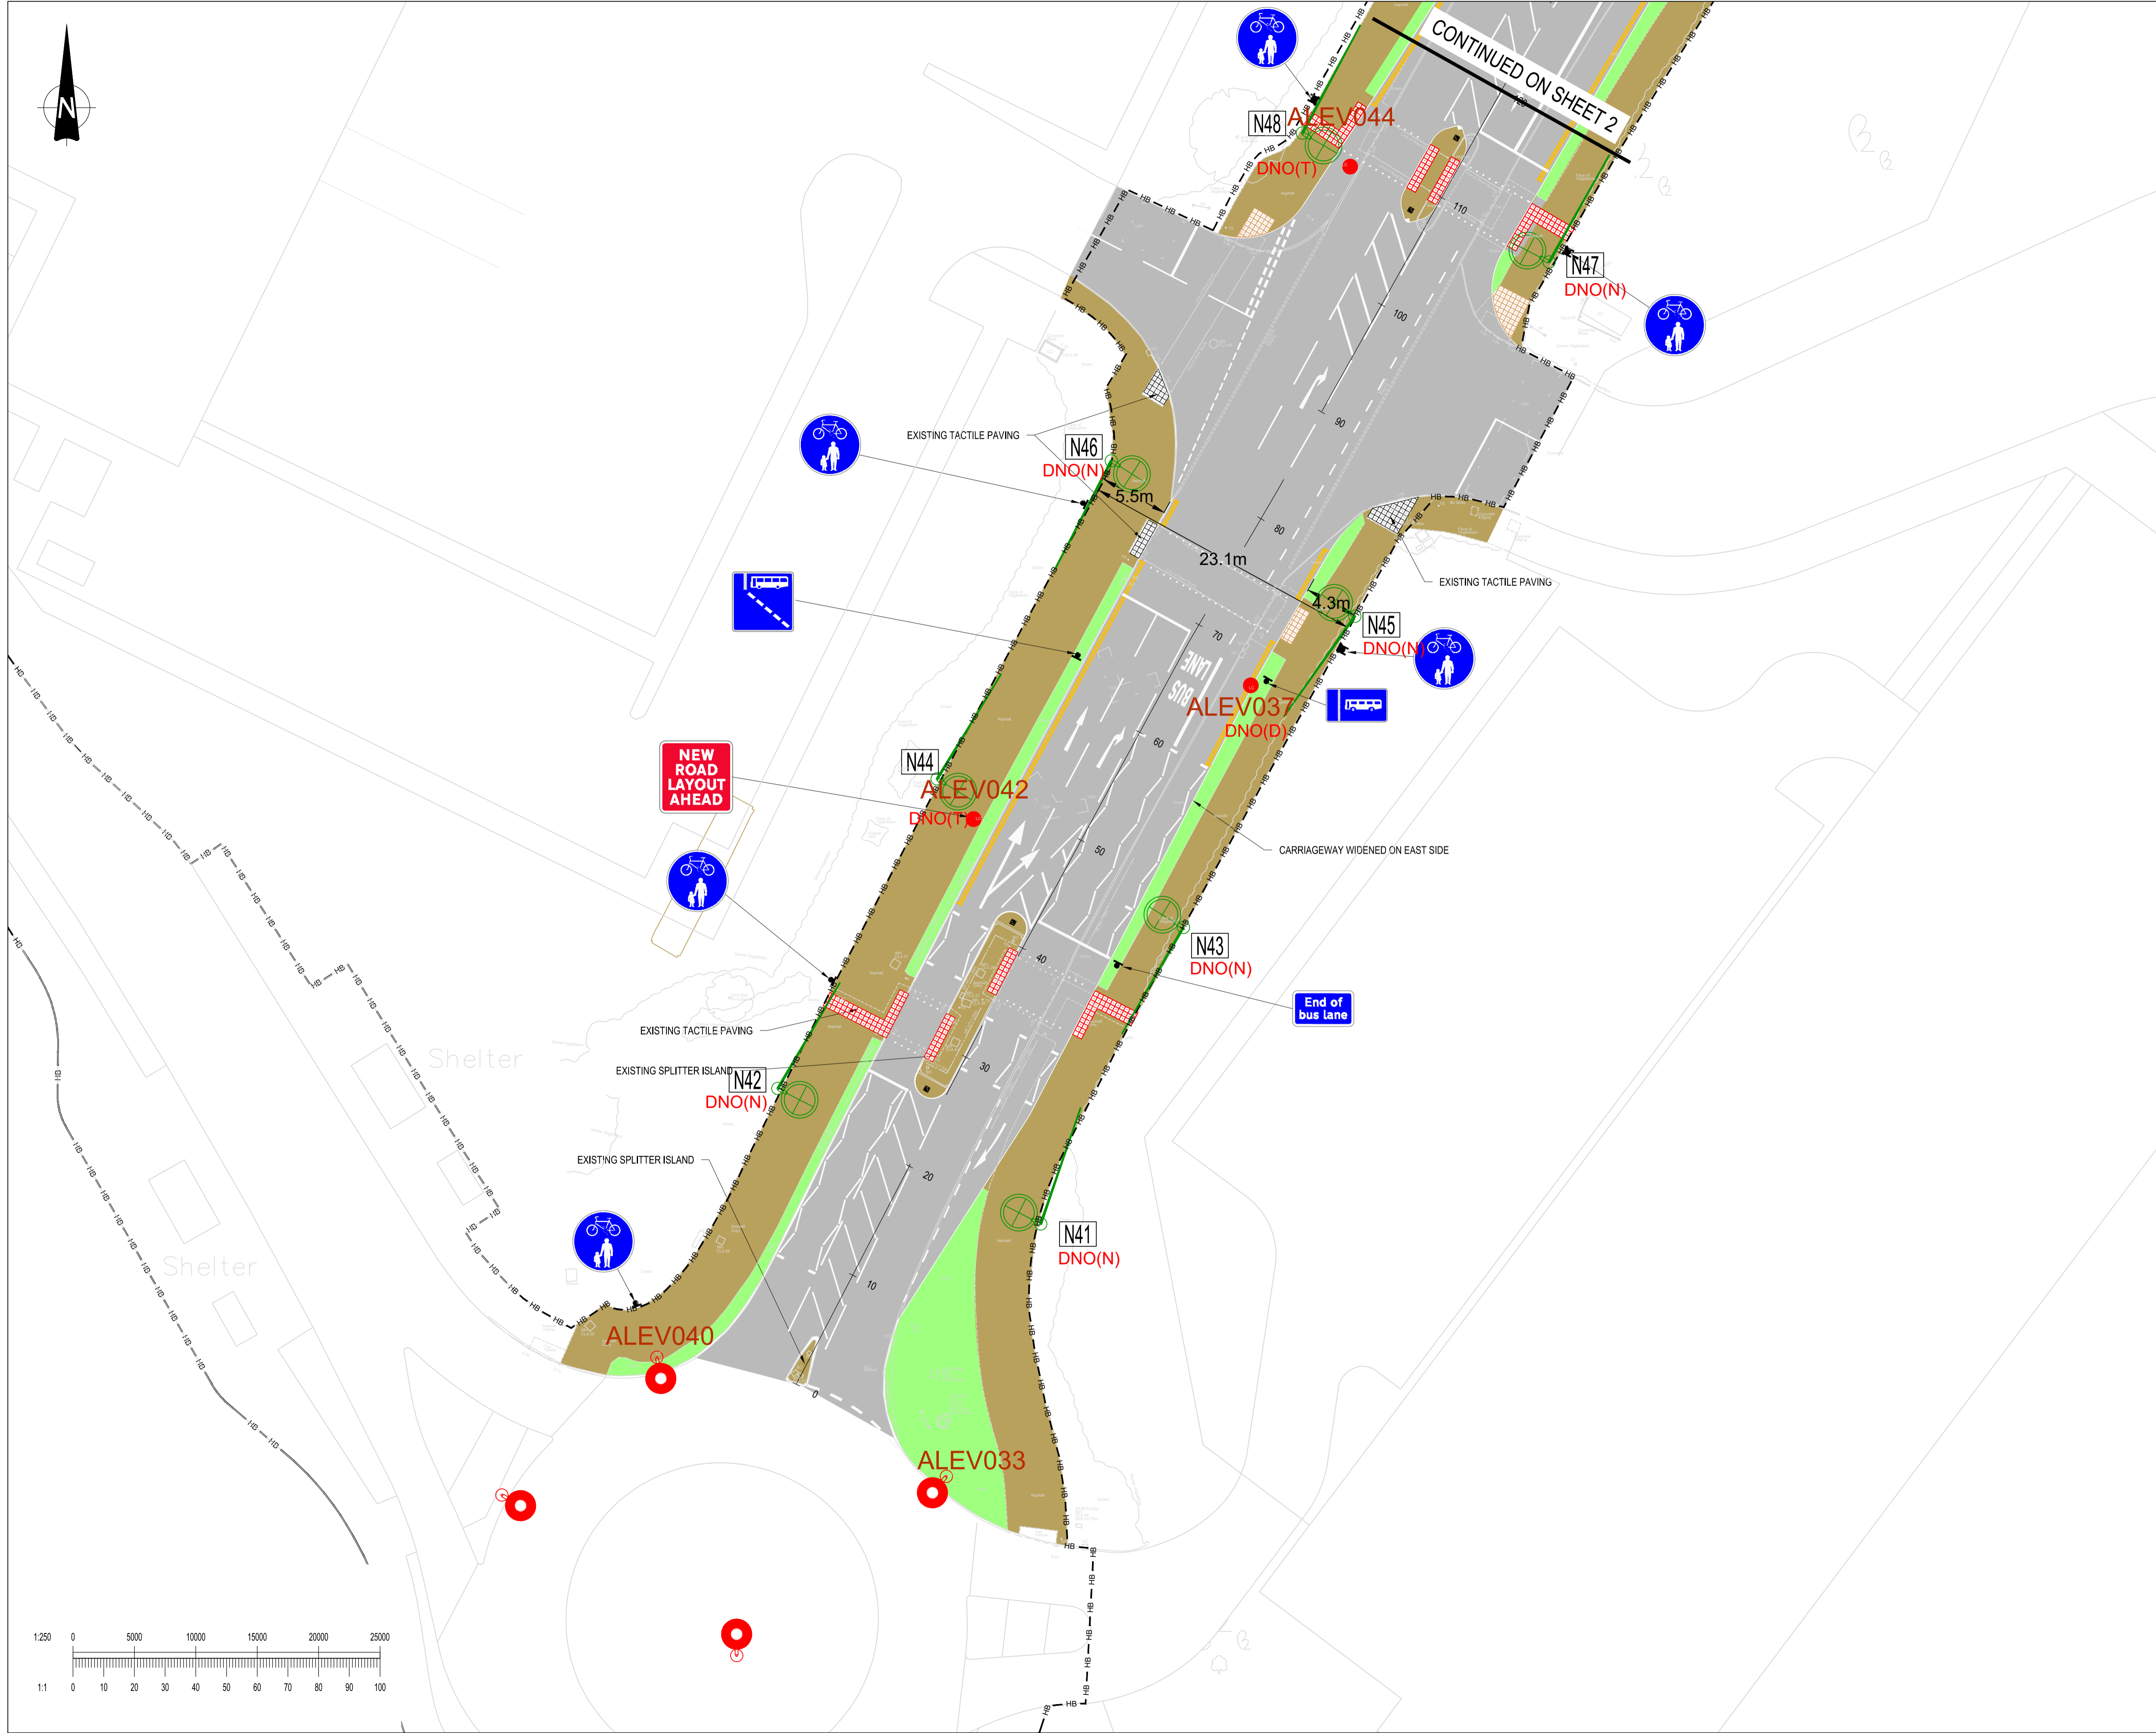 N
CONTINUED ON SHEET 2
N48
ALEV044
DNO(T)
110
N47
DNO(N)
100
90
EXISTING TACTILE PAVING
N46
DNO(N)
5.5m
80
23.1m
EXISTING TACTILE PAVING
4.3m
N45
DNO(N)
70
BUS
LANE
ALEV037
DNO(D)
60
NEW
ROAD
LAYOUT
AHEAD
N44
ALEV042
DNO(T)
50
CARRIAGEWAY WIDENED ON EAST SIDE
N43
DNO(N)
40
End of
bus lane
EXISTING TACTILE PAVING
Shelter
EXISTING SPLITTER ISLAND
30
N42
DNO(N)
EXISTING SPLITTER ISLAND
20
N41
DNO(N)
Shelter
10
ALEV040
0
ALEV033
1:250 0 5000 10000 15000 20000 25000
1:1 0 10 20 30 40 50 60 70 80 90 100
HB